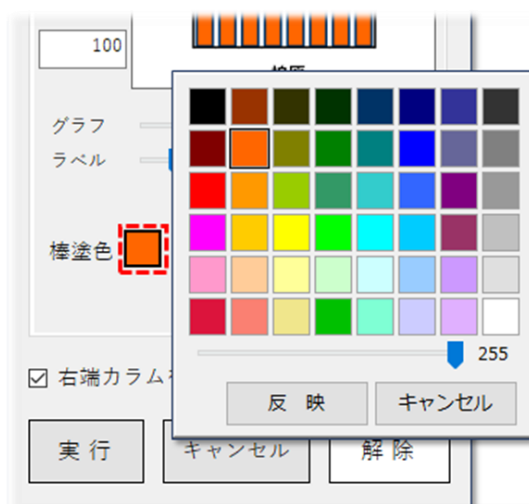 100
グラフ
ラベル
棒塗色
255
反 映
キャンセル
右端カラム
実 行
キャンセル
解 除